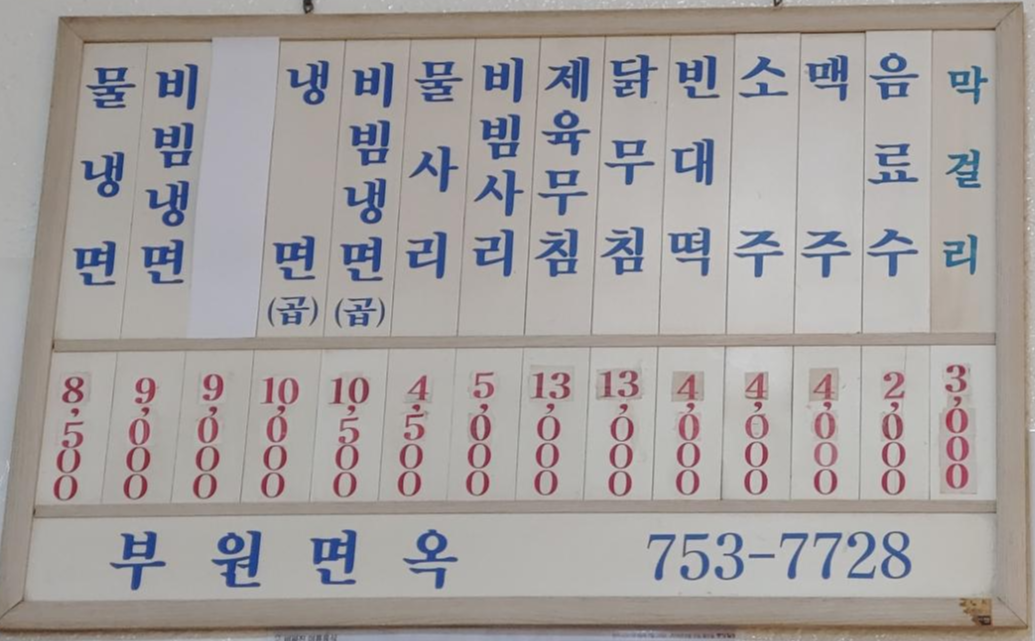 물냉면
비빔냉면
냉면(곱)
비빔냉면(곱)
물사리
비빔사리
제육무침
닭무침
빈대떡
소주
맥주
음료수
막걸리
8,500
9,000
9,000
10,000
10,500
4,500
5,000
13,000
13,000
4,000
4,000
4,000
2,000
3,000
부원면옥 753-7728